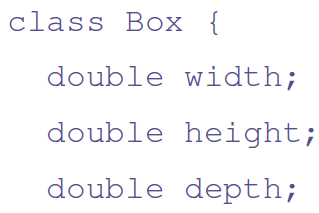 class Box {
double width;
double height;
double depth;